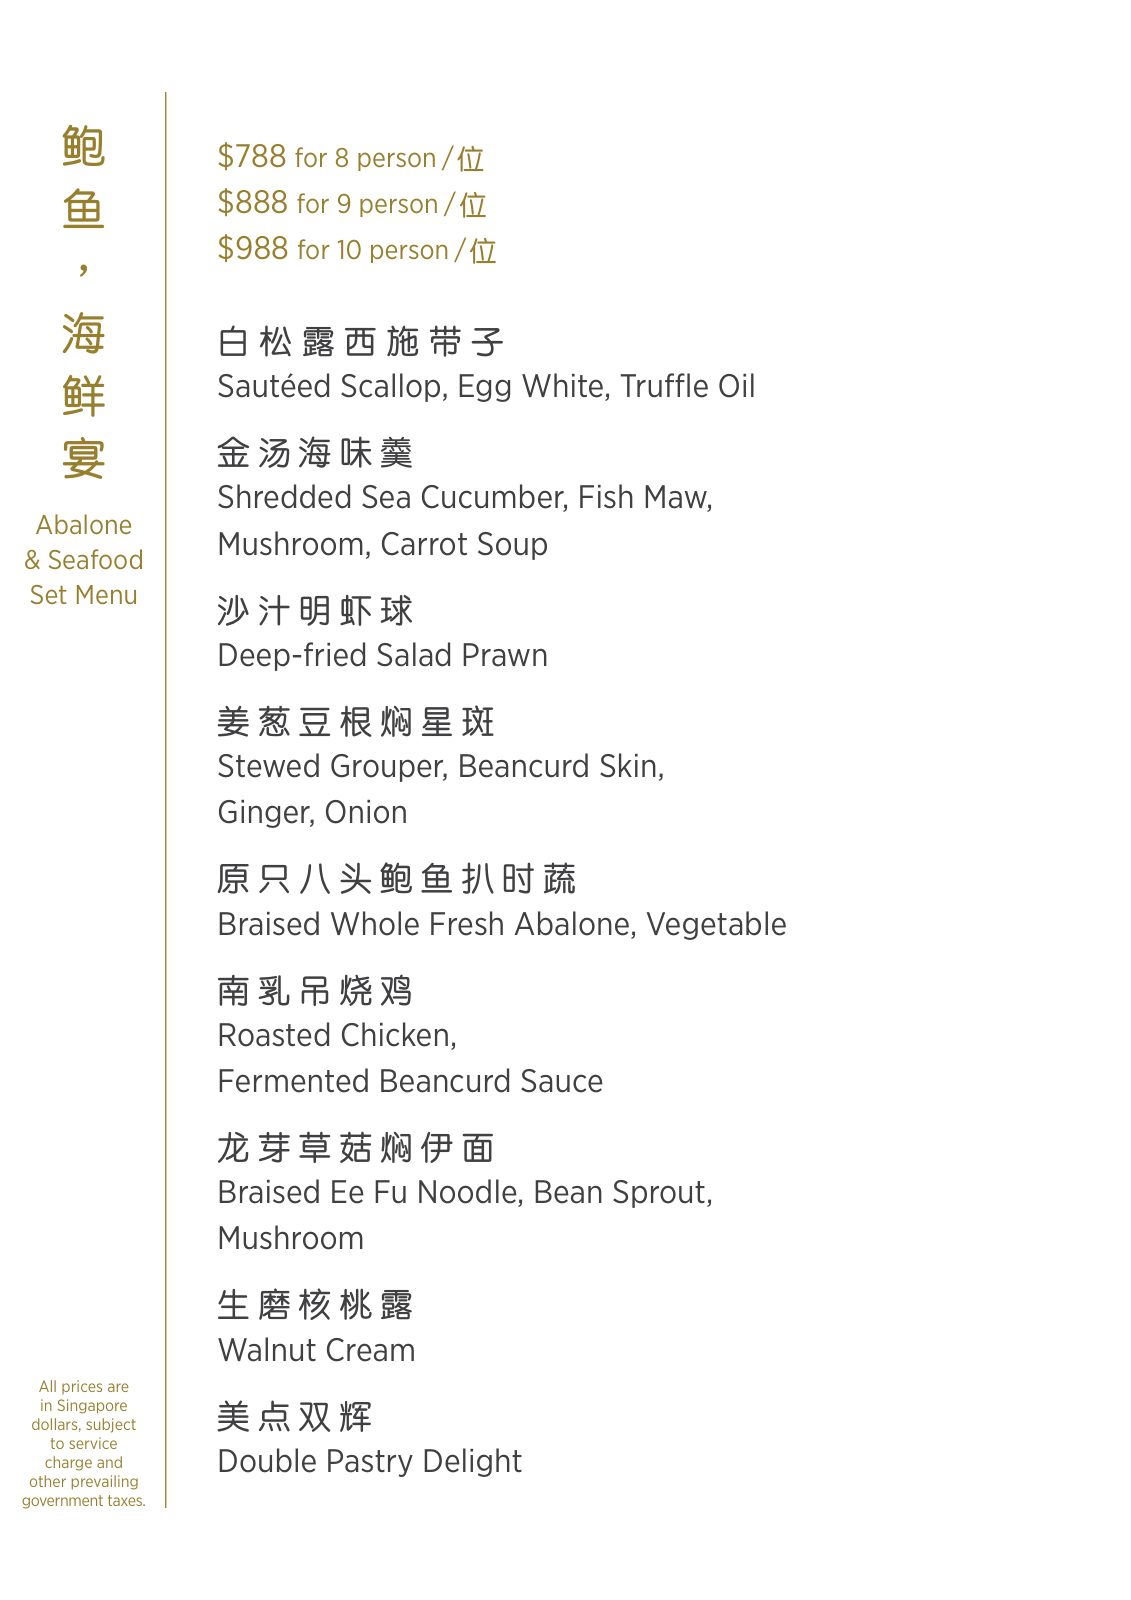 鲍鱼，海鲜宴
Abalone
& Seafood
Set Menu
$788 for 8 person /位
$888 for 9 person /位
$988 for 10 person /位
白松露西施带子
Sautéed Scallop, Egg White, Truffle Oil
金汤海味羹
Shredded Sea Cucumber, Fish Maw,
Mushroom, Carrot Soup
沙汁明虾球
Deep-fried Salad Prawn
姜葱豆根焖星斑
Stewed Grouper, Beancurd Skin,
Ginger, Onion
原只八头鲍鱼扒时蔬
Braised Whole Fresh Abalone, Vegetable
南乳吊烧鸡
Roasted Chicken,
Fermented Beancurd Sauce
龙芽草菇焖伊面
Braised Ee Fu Noodle, Bean Sprout,
Mushroom
生磨核桃露
Walnut Cream
美点双辉
Double Pastry Delight
All prices are
in Singapore
dollars, subject
to service
charge and
other prevailing
government taxes.